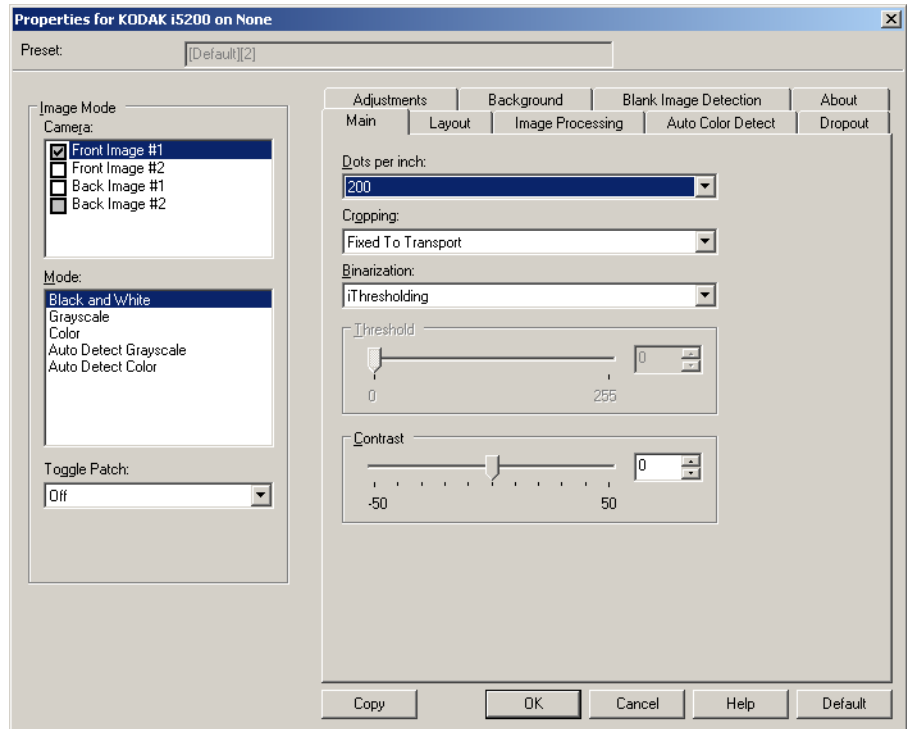 Properties for KODAK i5200 on None
Preset:
[Default][2]
Image Mode
Camera:
Front Image #1
Front Image #2
Back Image #1
Back Image #2
Mode:
Black and White
Grayscale
Color
Auto Detect Grayscale
Auto Detect Color
Toggle Patch:
Off
Adjustments
Background
Blank Image Detection
About
Main
Layout
Image Processing
Auto Color Detect
Dropout
Dots per inch:
200
Cropping:
Fixed To Transport
Binarization:
iThresholding
Threshold
0
0
255
Contrast
0
-50
50
Copy
OK
Cancel
Help
Default